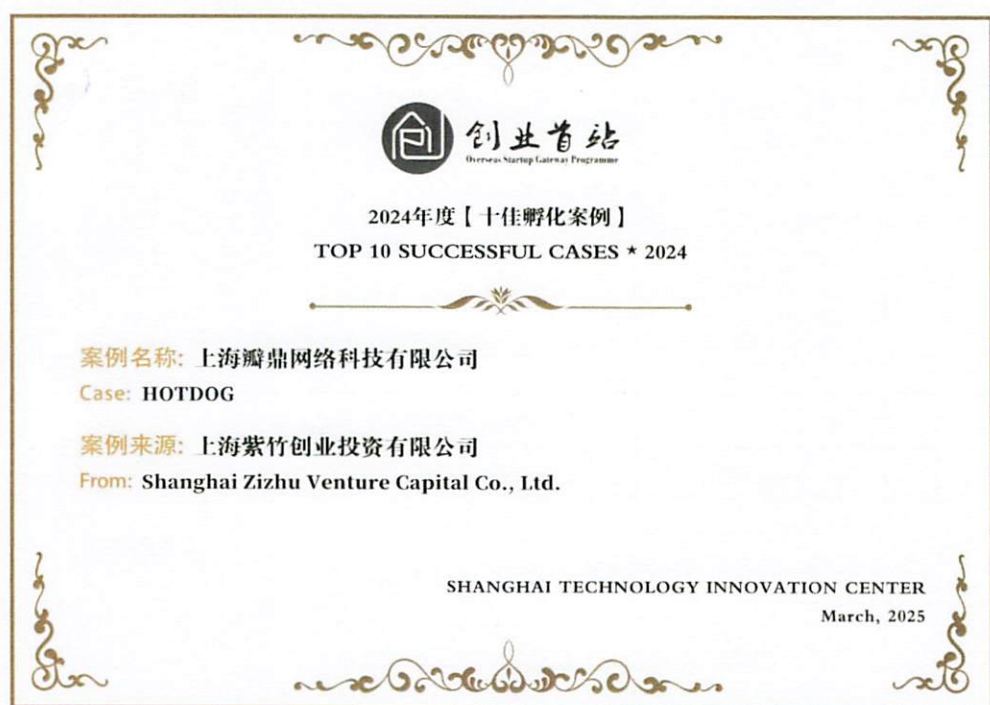 创业首站
Overseas Startup Gateway Programme
2024年度【十佳孵化案例】
TOP 10 SUCCESSFUL CASES ★ 2024
案例名称: 上海瓣鼎网络科技有限公司
Case: HOTDOG
案例来源: 上海紫竹创业投资有限公司
From: Shanghai Zizhu Venture Capital Co., Ltd.
SHANGHAI TECHNOLOGY INNOVATION CENTER
March, 2025